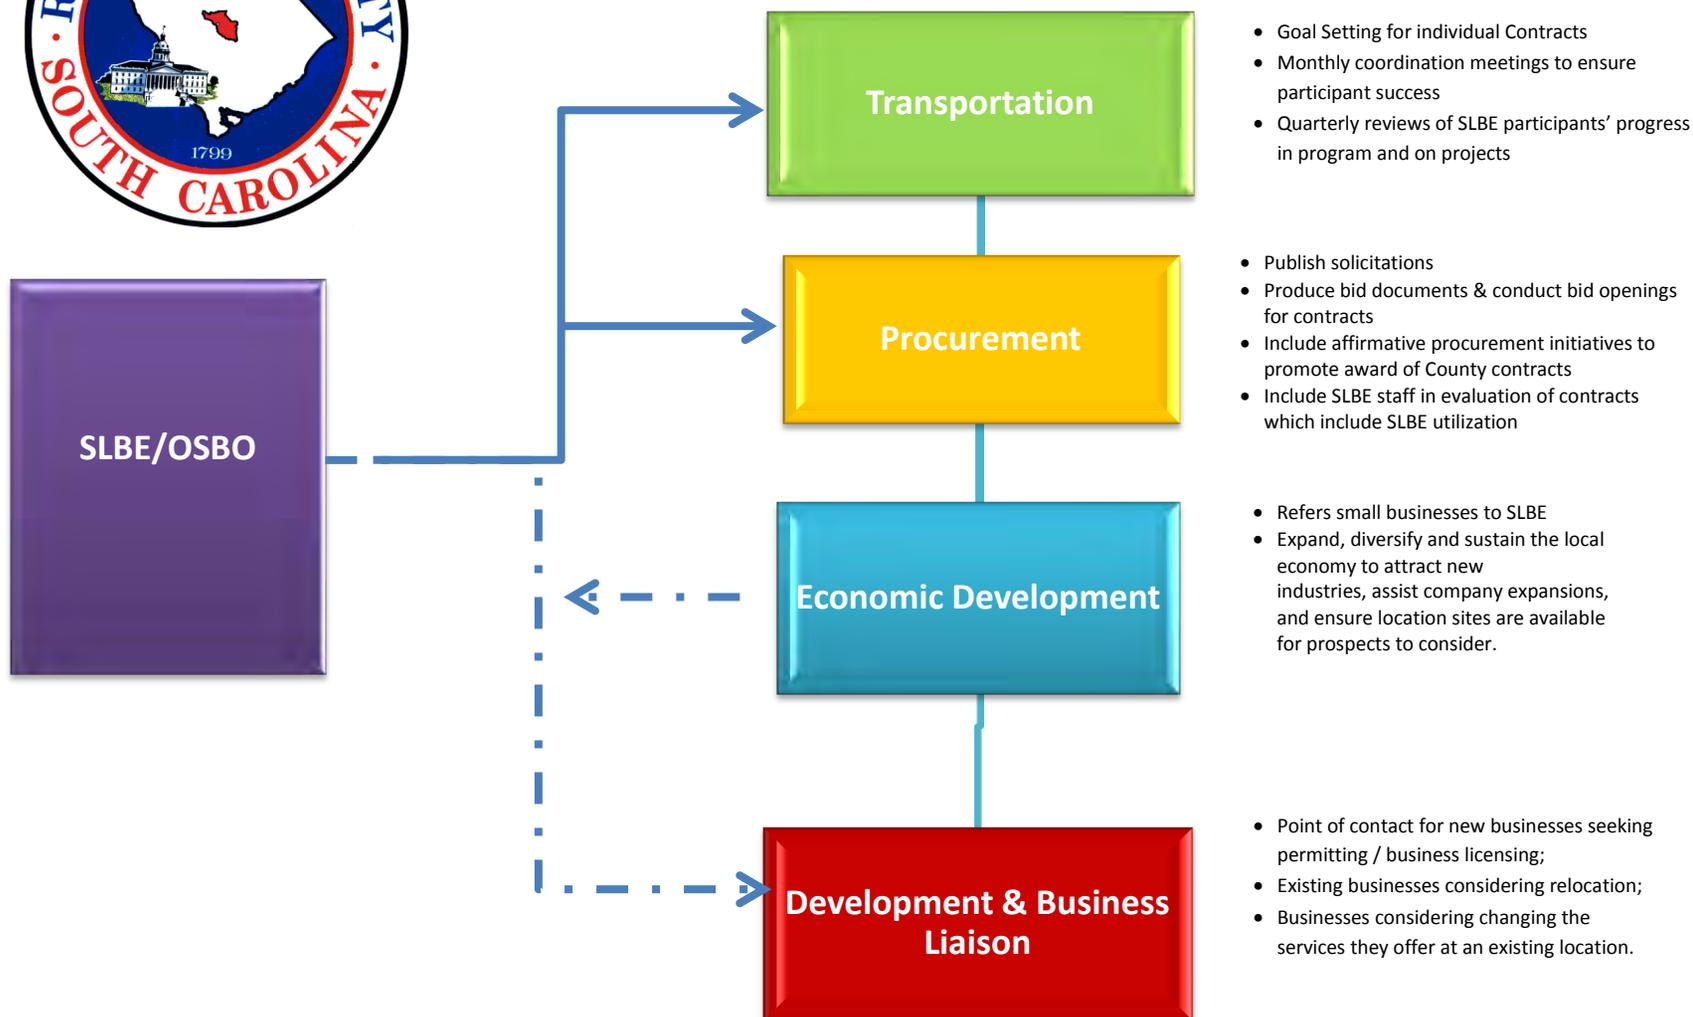 SOUTH CAROLINA
1799
Transportation
• Goal Setting for individual Contracts
• Monthly coordination meetings to ensure
participant success
• Quarterly reviews of SLBE participants’ progress
in program and on projects
SLBE/OSBO
Procurement
• Publish solicitations
• Produce bid documents & conduct bid openings
for contracts
• Include affirmative procurement initiatives to
promote award of County contracts
• Include SLBE staff in evaluation of contracts
which include SLBE utilization
Economic Development
• Refers small businesses to SLBE
• Expand, diversify and sustain the local
economy to attract new
industries, assist company expansions,
and ensure location sites are available
for prospects to consider.
Development & Business
Liaison
• Point of contact for new businesses seeking
permitting / business licensing;
• Existing businesses considering relocation;
• Businesses considering changing the
services they offer at an existing location.